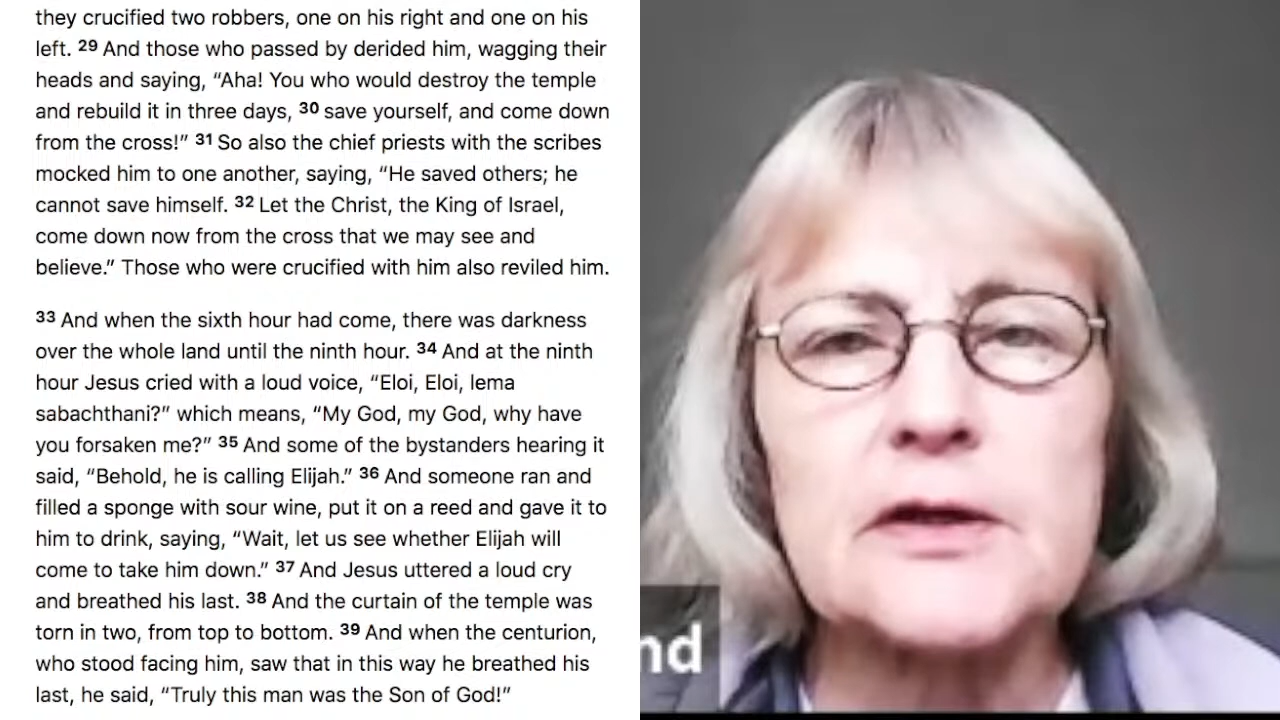 they crucified two robbers, one on his right and one on his
left. 29 And those who passed by derided him, wagging their
heads and saying, “Aha! You who would destroy the temple
and rebuild it in three days, 30 save yourself, and come down
from the cross!” 31 So also the chief priests with the scribes
mocked him to one another, saying, “He saved others; he
cannot save himself. 32 Let the Christ, the King of Israel,
come down now from the cross that we may see and
believe.” Those who were crucified with him also reviled him.
33 And when the sixth hour had come, there was darkness
over the whole land until the ninth hour. 34 And at the ninth
hour Jesus cried with a loud voice, “Eloi, Eloi, lema
sabachthani?” which means, “My God, my God, why have
you forsaken me?” 35 And some of the bystanders hearing it
said, “Behold, he is calling Elijah.” 36 And someone ran and
filled a sponge with sour wine, put it on a reed and gave it to
him to drink, saying, “Wait, let us see whether Elijah will
come to take him down.” 37 And Jesus uttered a loud cry
and breathed his last. 38 And the curtain of the temple was
torn in two, from top to bottom. 39 And when the centurion,
who stood facing him, saw that in this way he breathed his
last, he said, “Truly this man was the Son of God!”